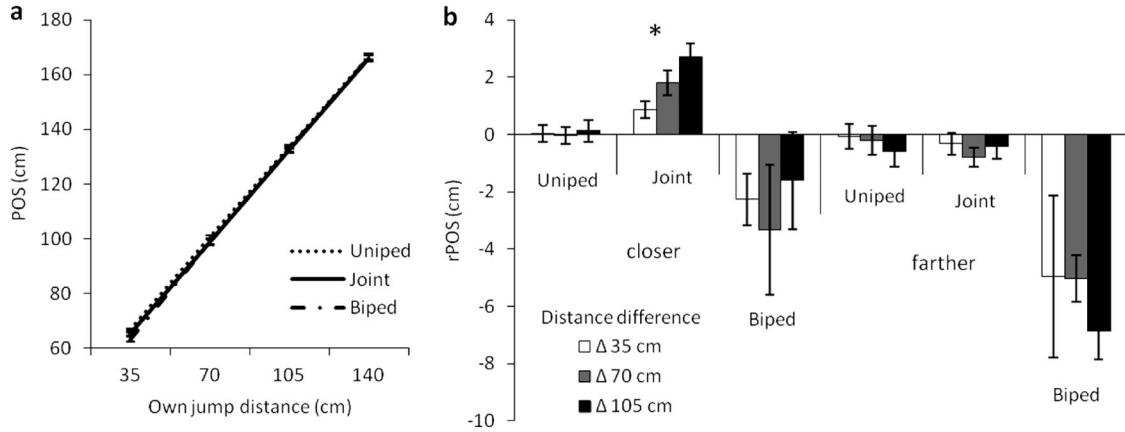 a
180
160
140
120
100
80
60
POS (cm)
35 70 105 140
Own jump distance (cm)
Uniped
Joint
Biped
b
4
2
0
-2
-4
-6
-8
-10
rPOS (cm)
*
Uniped
Joint
Biped
closer
Uniped
Joint
Biped
farther
Distance difference
Δ 35 cm
Δ 70 cm
Δ 105 cm